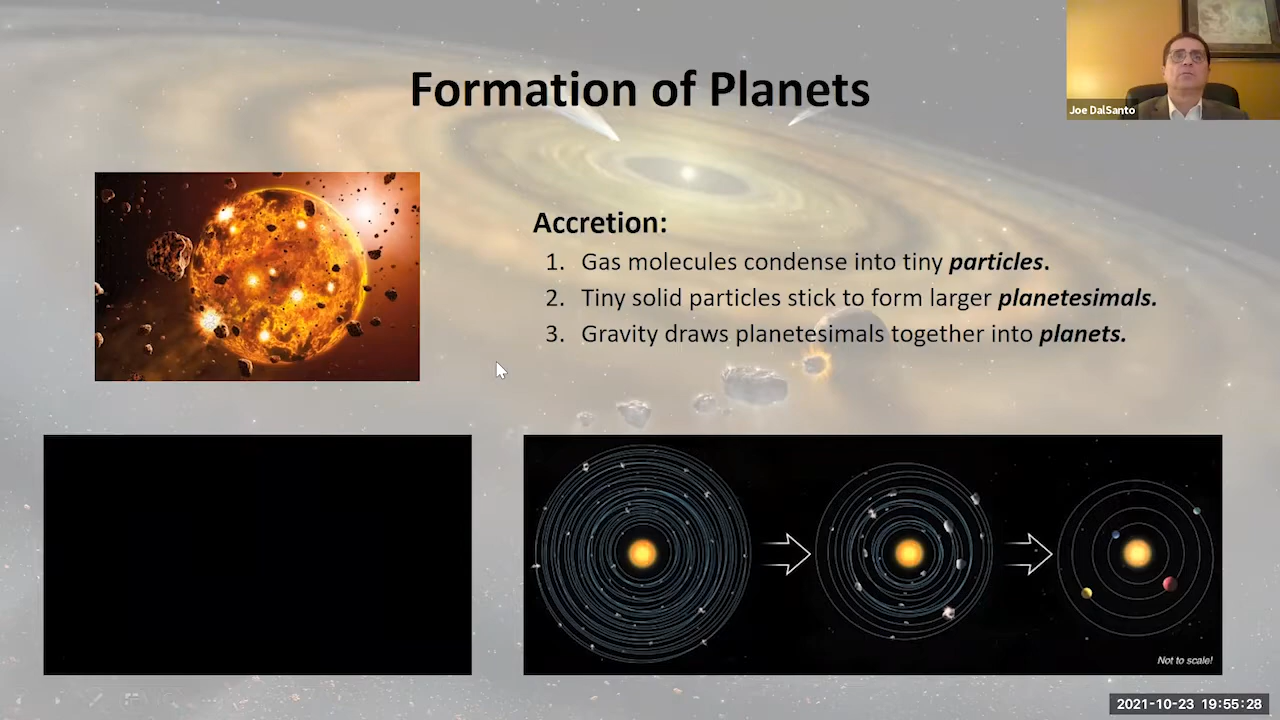 Formation of Planets
Joe DalSanto
Accretion:
1. Gas molecules condense into tiny particles.
2. Tiny solid particles stick to form larger planetesimals.
3. Gravity draws planetesimals together into planets.
Not to scale!
2021-10-23 19:55:28